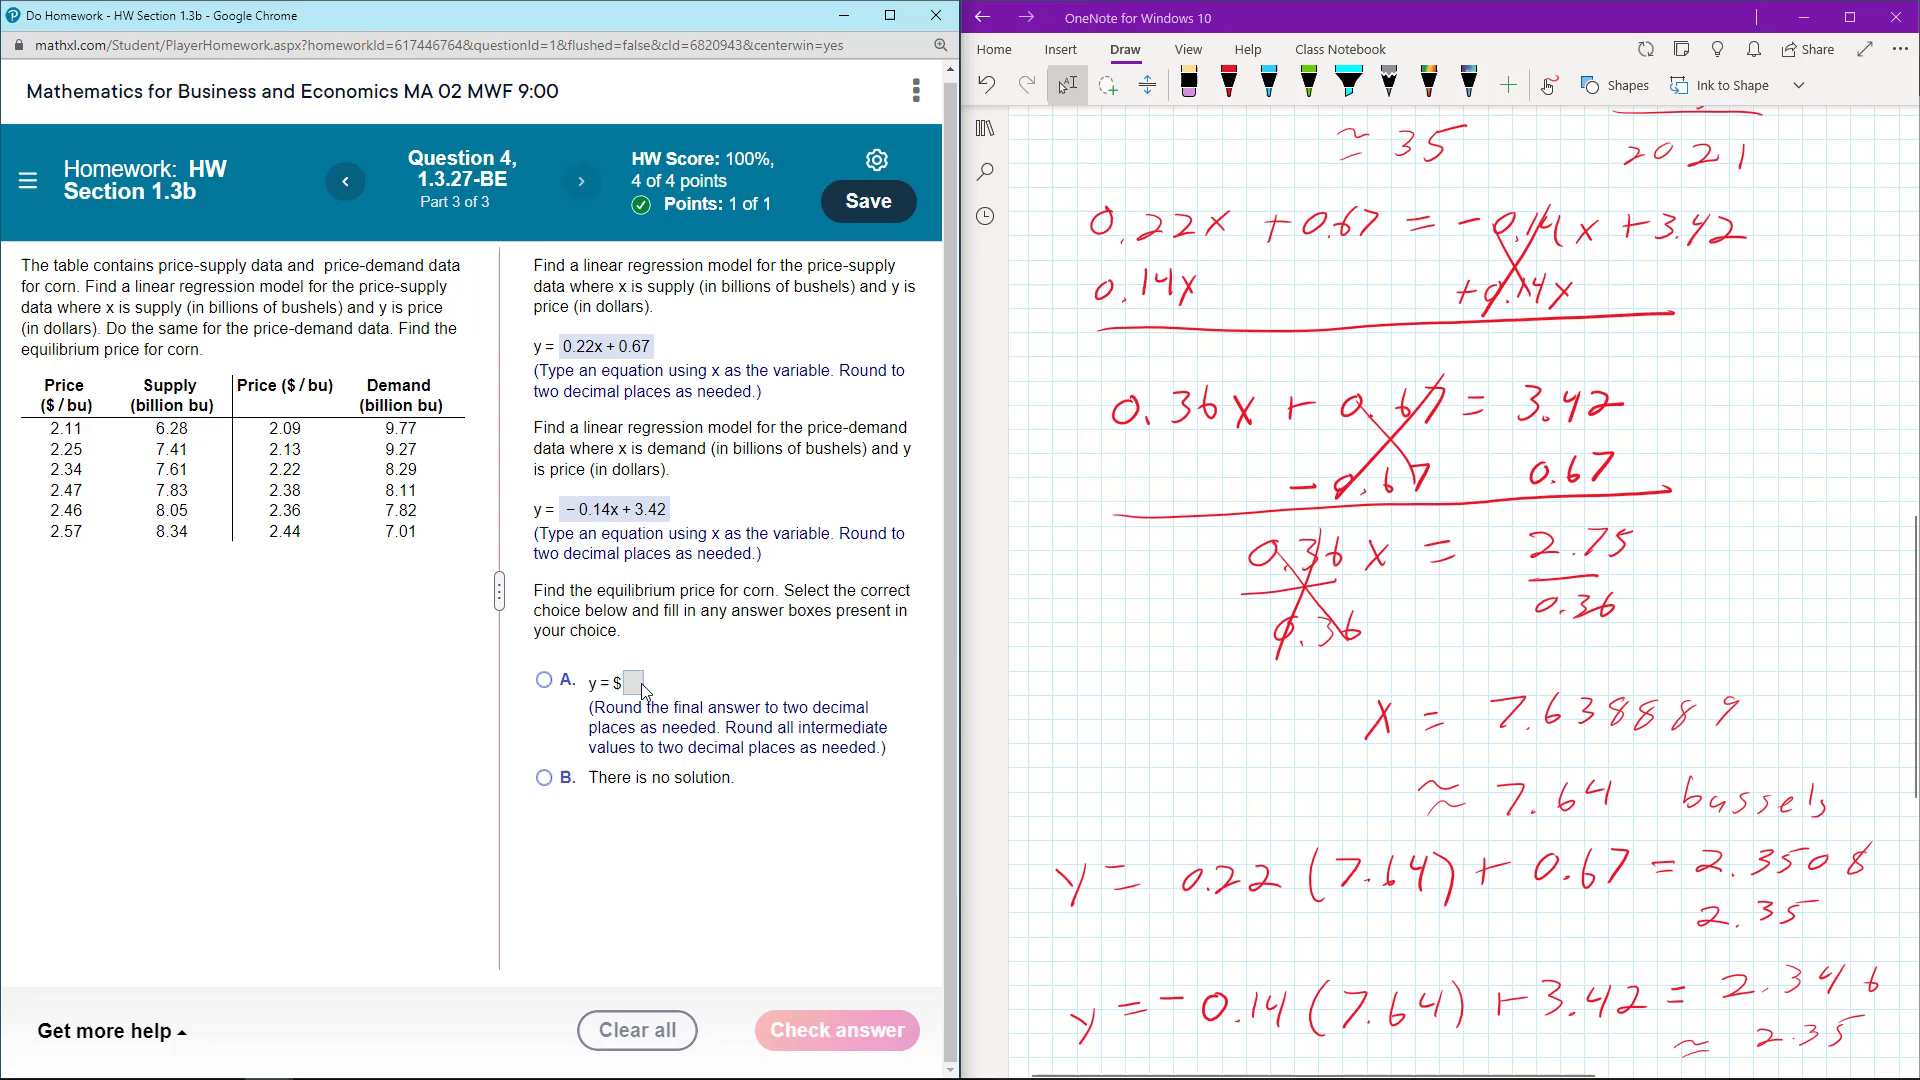 Do Homework - HW Section 1.3b - Google Chrome
mathxl.com/Student/PlayerHomework.aspx?homeworkId=617446764&questionId=1&flushed=false&cId=6820943&centerwin=yes
Mathematics for Business and Economics MA 02 MWF 9:00
Homework: HW Section 1.3b
Question 4, 1.3.27-BE
Part 3 of 3
HW Score: 100%, 4 of 4 points
Points: 1 of 1
Save
The table contains price-supply data and price-demand data
for corn. Find a linear regression model for the price-supply
data where x is supply (in billions of bushels) and y is price
(in dollars). Do the same for the price-demand data. Find the
equilibrium price for corn.
Price ($ / bu) Supply (billion bu) Price ($ / bu) Demand (billion bu)
2.11 6.28 2.09 9.77
2.25 7.41 2.13 9.27
2.34 7.61 2.22 8.29
2.47 7.83 2.38 8.11
2.46 8.05 2.36 7.82
2.57 8.34 2.44 7.01
Find a linear regression model for the price-supply
data where x is supply (in billions of bushels) and y is
price (in dollars).
y = 0.22x + 0.67
(Type an equation using x as the variable. Round to
two decimal places as needed.)
Find a linear regression model for the price-demand
data where x is demand (in billions of bushels) and y
is price (in dollars).
y = − 0.14x + 3.42
(Type an equation using x as the variable. Round to
two decimal places as needed.)
Find the equilibrium price for corn. Select the correct
choice below and fill in any answer boxes present in
your choice.
A. y = $
(Round the final answer to two decimal
places as needed. Round all intermediate
values to two decimal places as needed.)
B. There is no solution.
Get more help
Clear all
Check answer
OneNote for Windows 10
Home Insert Draw View Help Class Notebook Share
Shapes Ink to Shape
≈ 35
2021
0.22x + 0.67 = -0.14x + 3.42
0.14x +0.14x
0.36x + 0.67 = 3.42
- 0.67 0.67
0.36x = 2.75
0.36 0.36
x = 7.638889
≈ 7.64 bussels
y = 0.22 (7.64) + 0.67 = 2.3508
2.35
y = -0.14 (7.64) + 3.42 = 2.346
≈ 2.35